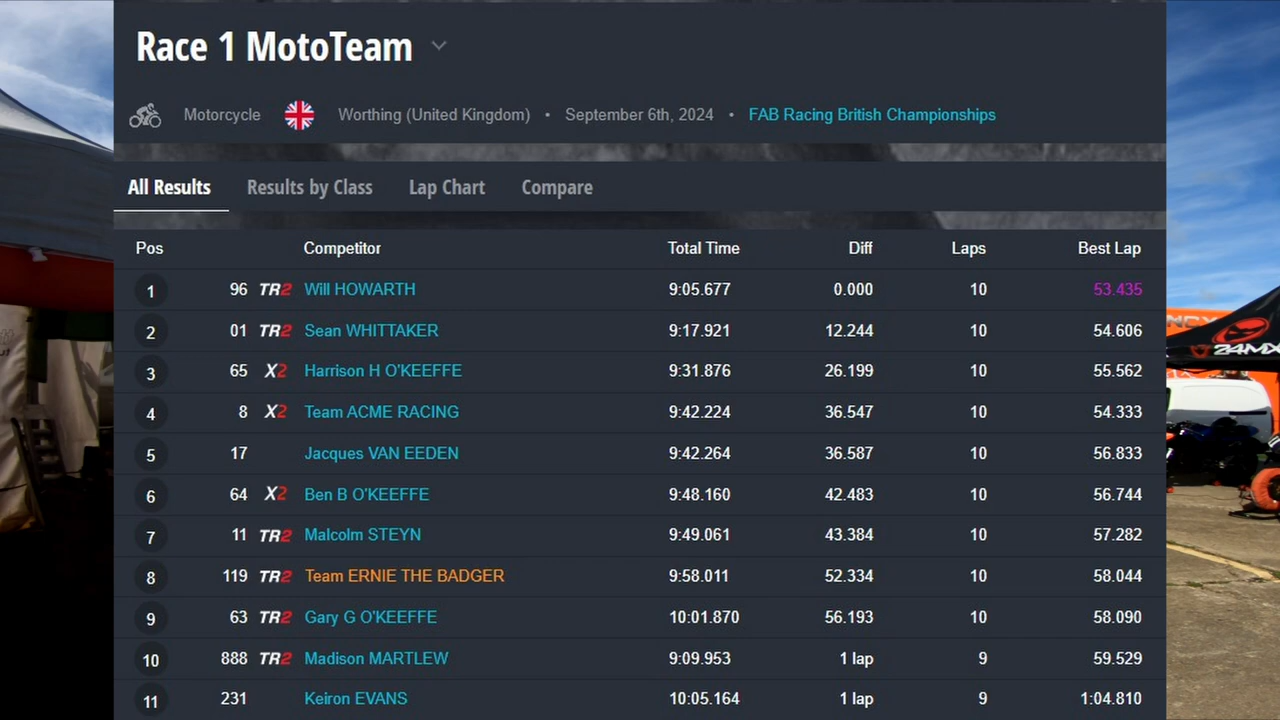 Race 1 MotoTeam
Motorcycle Worthing (United Kingdom) • September 6th, 2024 • FAB Racing British Championships
All Results Results by Class Lap Chart Compare
Pos Competitor Total Time Diff Laps Best Lap
1 96 TR2 Will HOWARTH 9:05.677 0.000 10 53.435
2 01 TR2 Sean WHITTAKER 9:17.921 12.244 10 54.606
3 65 X2 Harrison H O'KEEFFE 9:31.876 26.199 10 55.562
4 8 X2 Team ACME RACING 9:42.224 36.547 10 54.333
5 17 Jacques VAN EEDEN 9:42.264 36.587 10 56.833
6 64 X2 Ben B O'KEEFFE 9:48.160 42.483 10 56.744
7 11 TR2 Malcolm STEYN 9:49.061 43.384 10 57.282
8 119 TR2 Team ERNIE THE BADGER 9:58.011 52.334 10 58.044
9 63 TR2 Gary G O'KEEFFE 10:01.870 56.193 10 58.090
10 888 TR2 Madison MARTLEW 9:09.953 1 lap 9 59.529
11 231 Keiron EVANS 10:05.164 1 lap 9 1:04.810
24MX